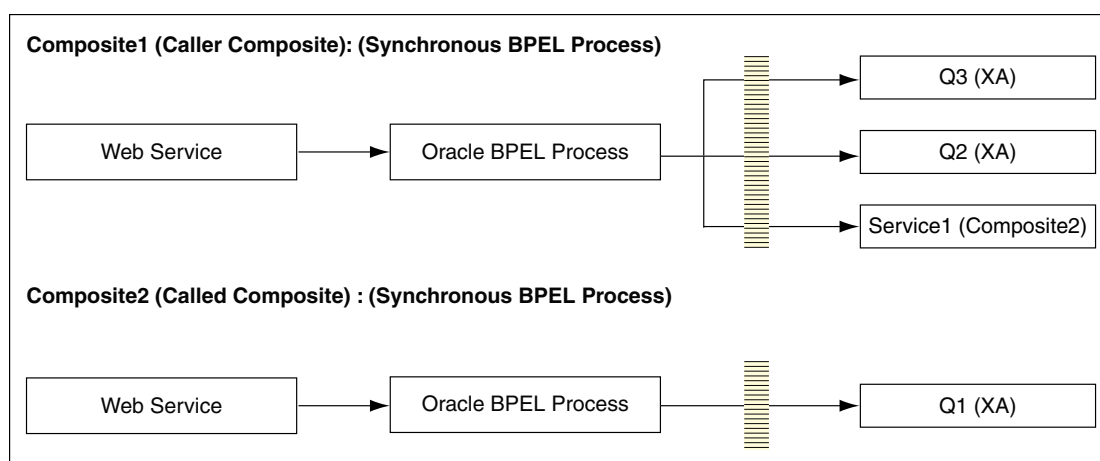 Composite1 (Caller Composite): (Synchronous BPEL Process)
Q3 (XA)
Web Service
Oracle BPEL Process
Q2 (XA)
Service1 (Composite2)
Composite2 (Called Composite) : (Synchronous BPEL Process)
Web Service
Oracle BPEL Process
Q1 (XA)